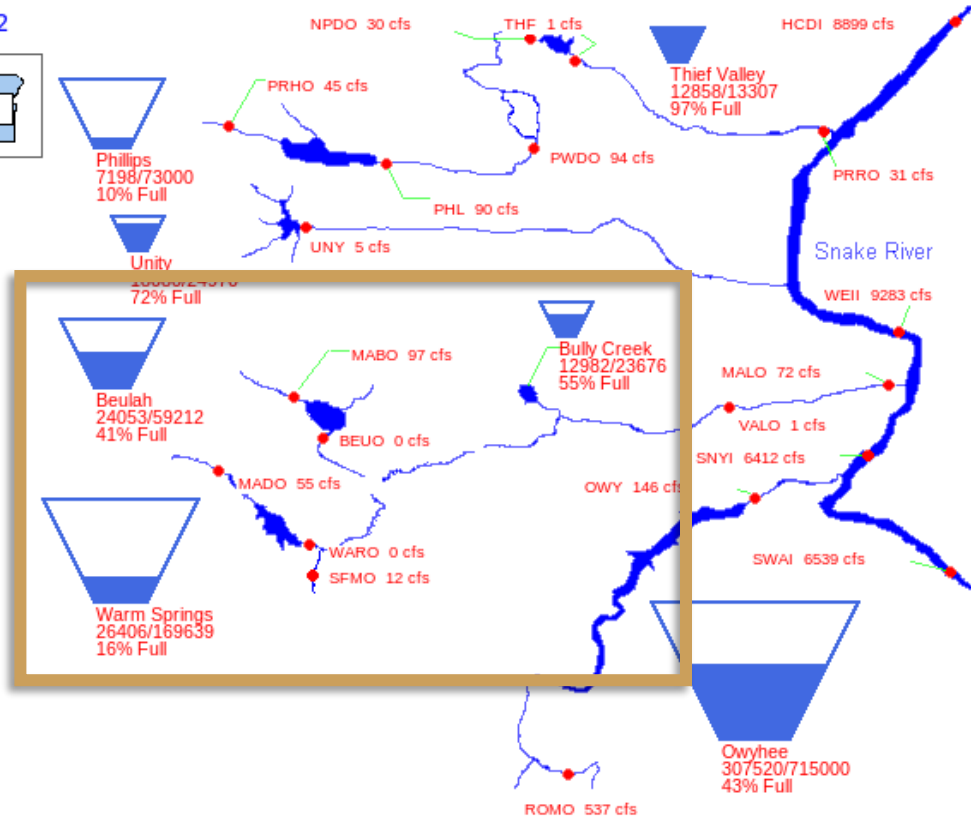 2
NPDO 30 cfs
THF 1 cfs
HCDI 8899 cfs
Thief Valley
12858/13307
97% Full
PRHO 45 cfs
Phillips
7198/73000
10% Full
PWDO 94 cfs
PRRO 31 cfs
PHL 90 cfs
UNY 5 cfs
Snake River
Unity
72% Full
WEII 9283 cfs
Bully Creek
12982/23676
55% Full
MABO 97 cfs
MALO 72 cfs
Beulah
24053/59212
41% Full
VALO 1 cfs
BEUO 0 cfs
SNYI 6412 cfs
MADO 55 cfs
OWY 146 cfs
WARO 0 cfs
SWAI 6539 cfs
SFMO 12 cfs
Warm Springs
26406/169639
16% Full
Owyhee
307520/715000
43% Full
ROMO 537 cfs